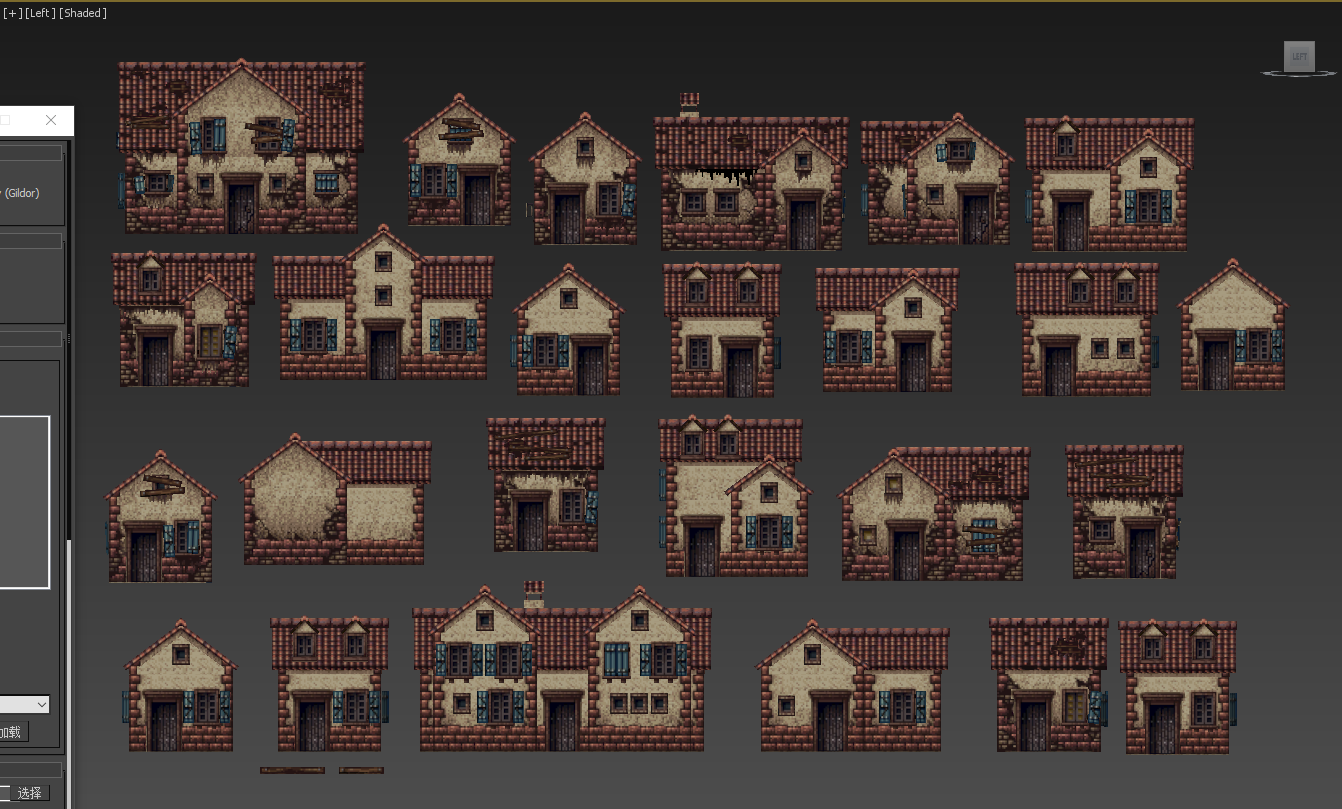 [+] [Left] [Shaded]
LEFT
(Gildor)
加载
选择